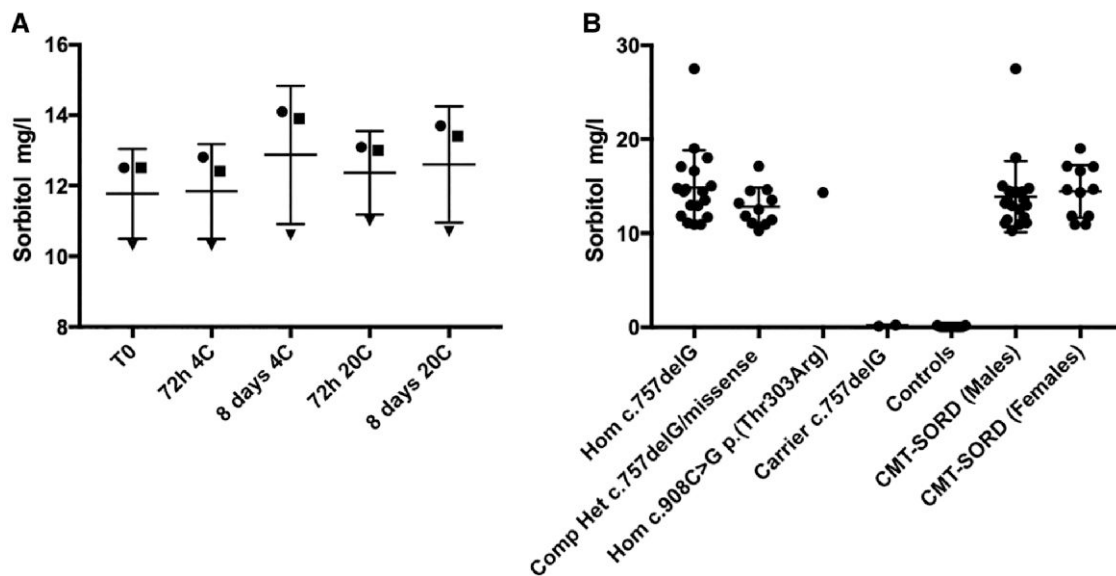 A
Sorbitol mg/l
16
14
12
10
8
T0
72h 4C
8 days 4C
72h 20C
8 days 20C
B
Sorbitol mg/l
30
20
10
0
Hom c.757delG
Comp Het c.757delG/missense
Hom c.908C>G p.(Thr303Arg)
Carrier c.757delG
Controls
CMT-SORD (Males)
CMT-SORD (Females)